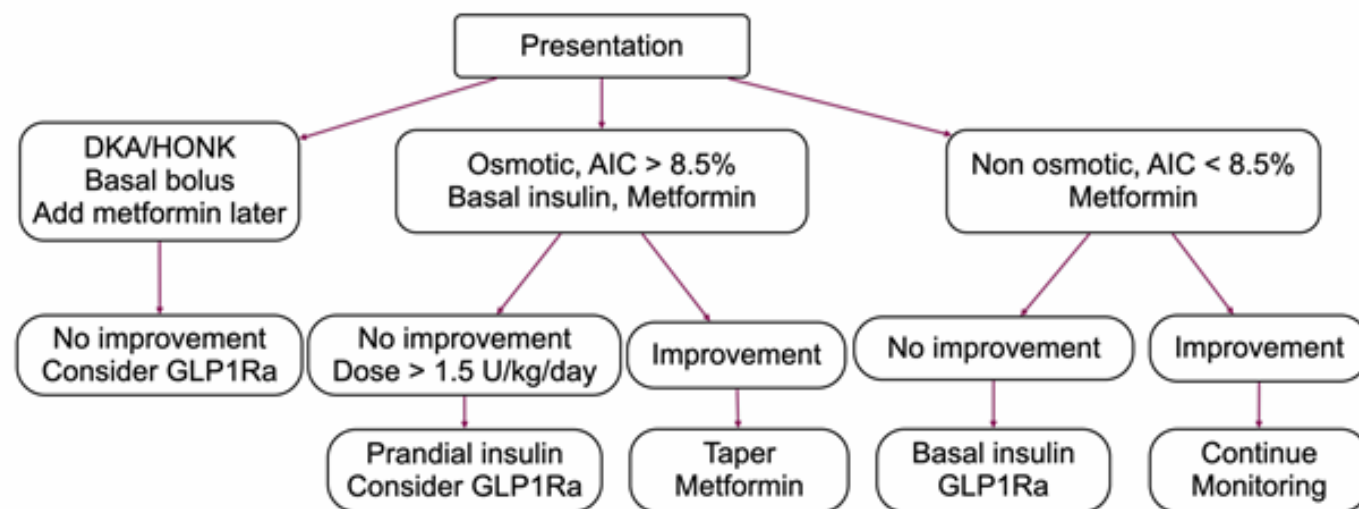 Presentation
DKA/HONK
Basal bolus
Add metformin later
Osmotic, AIC > 8.5%
Basal insulin, Metformin
Non osmotic, AIC < 8.5%
Metformin
No improvement
Consider GLP1Ra
No improvement
Dose > 1.5 U/kg/day
Improvement
No improvement
Improvement
Prandial insulin
Consider GLP1Ra
Taper
Metformin
Basal insulin
GLP1Ra
Continue
Monitoring